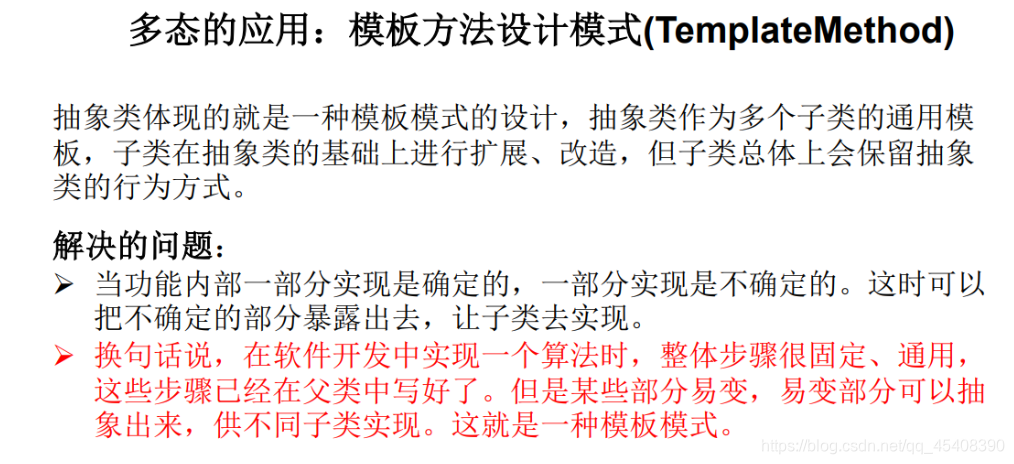 多态的应用：模板方法设计模式(TemplateMethod)
抽象类体现的就是一种模板模式的设计，抽象类作为多个子类的通用模
板，子类在抽象类的基础上进行扩展、改造，但子类总体上会保留抽象
类的行为方式。
解决的问题：
➢ 当功能内部一部分实现是确定的，一部分实现是不确定的。这时可以
把不确定的部分暴露出去，让子类去实现。
➢ 换句话说，在软件开发中实现一个算法时，整体步骤很固定、通用，
这些步骤已经在父类中写好了。但是某些部分易变，易变部分可以抽
象出来，供不同子类实现。这就是一种模板模式。
https://blog.csdn.net/qq_45408390